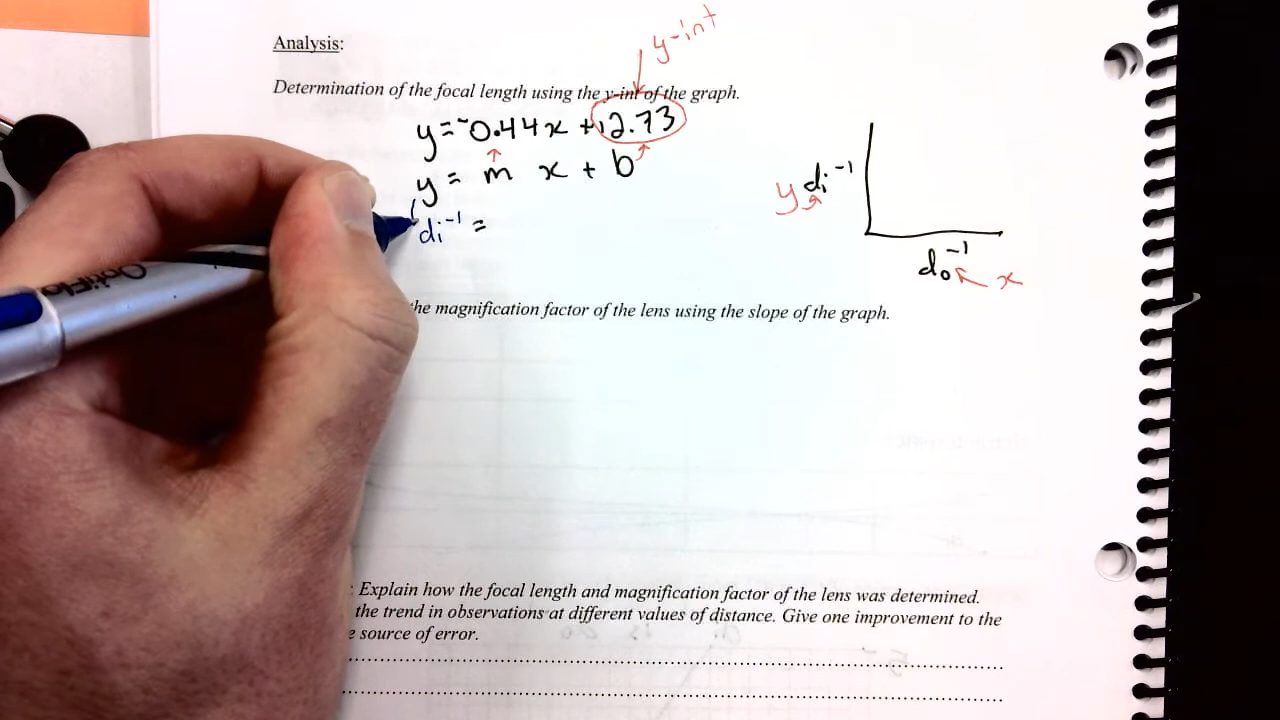 Analysis:
y-int
Determination of the focal length using the y-int of the graph.
y = -0.44x + 12.73
y = m x + b
di⁻¹ =
y di⁻¹
do⁻¹ x
the magnification factor of the lens using the slope of the graph.
: Explain how the focal length and magnification factor of the lens was determined.
the trend in observations at different values of distance. Give one improvement to the
e source of error.